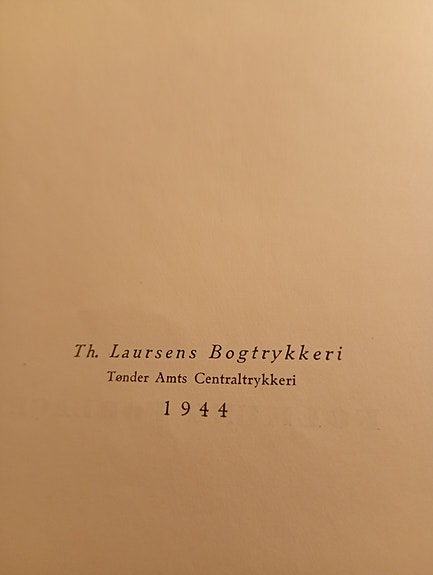 Th. Laursens Bogtrykkeri
Tønder Amts Centraltrykkeri
1944